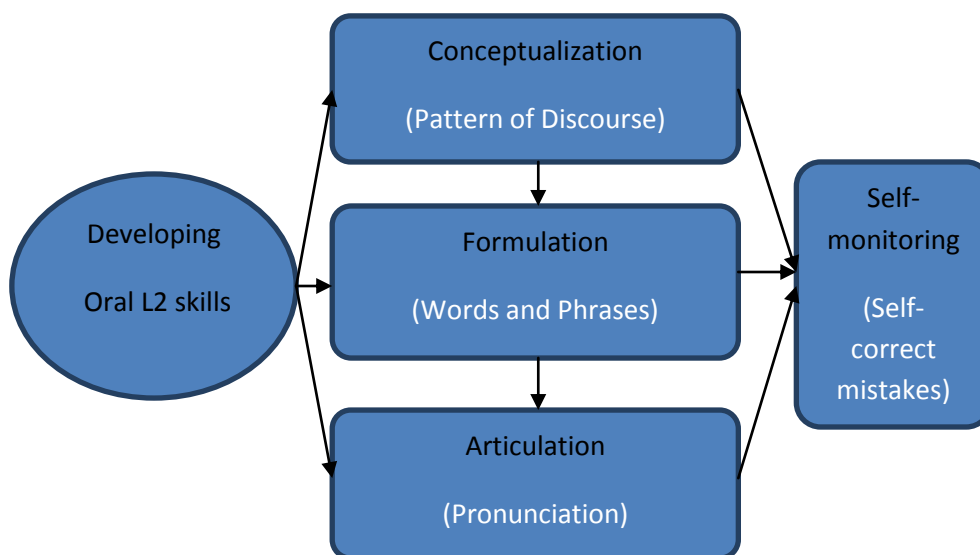 Developing
Oral L2 skills
Conceptualization
(Pattern of Discourse)
Formulation
(Words and Phrases)
Articulation
(Pronunciation)
Self-
monitoring
(Self-
correct
mistakes)